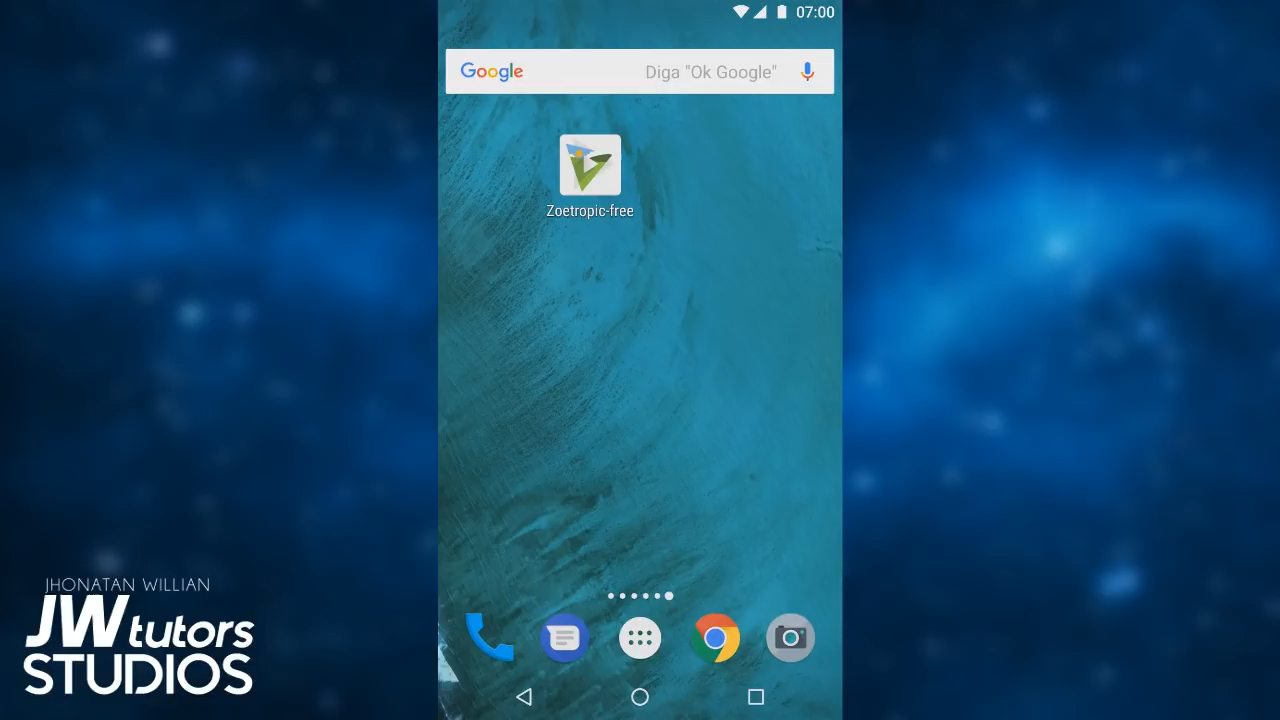 07:00
Google Diga "Ok Google"
Zoetropic-free
JHONATAN WILLIAN
JW tutors
STUDIOS